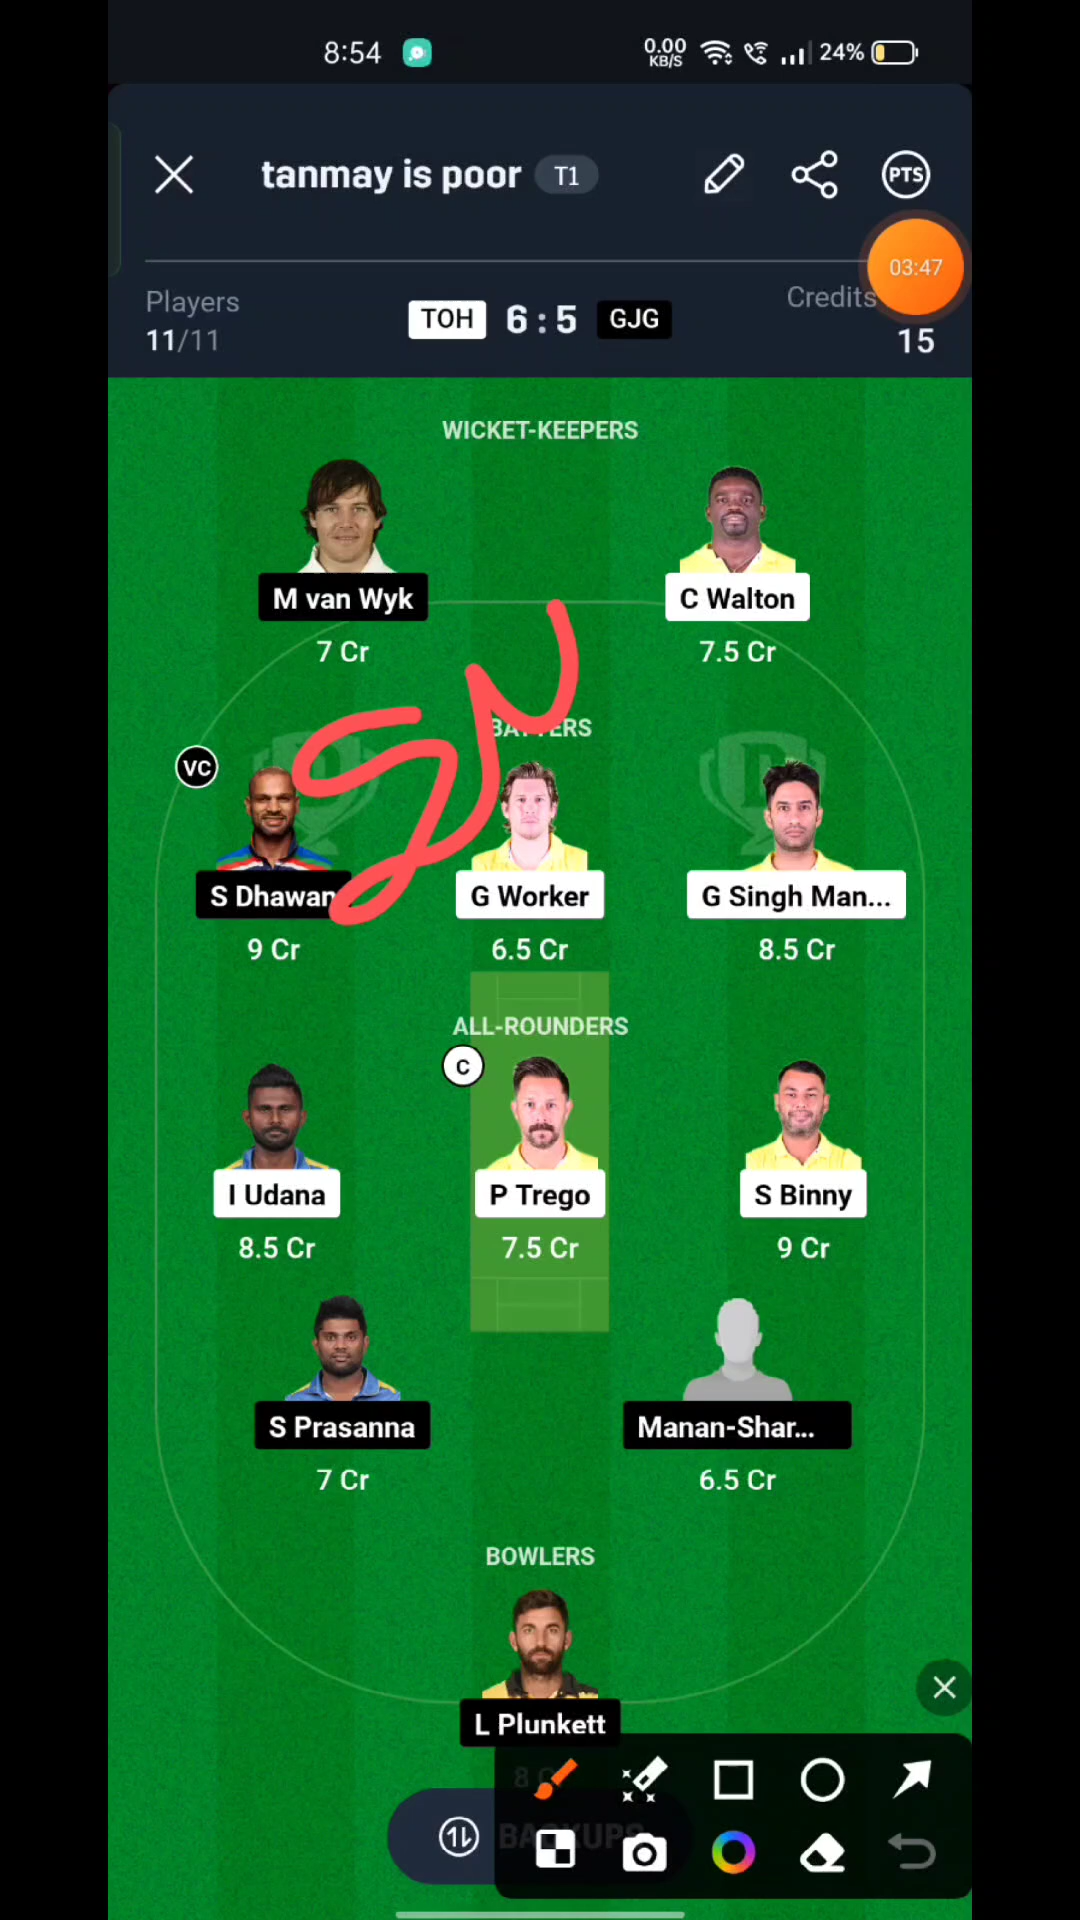 8:54 0.00 KB/S 24%
tanmay is poor T1 PTS
03:47
Players Credits
11/11 TOH 6 : 5 GJG 15
WICKET-KEEPERS
M van Wyk C Walton
7 Cr 7.5 Cr
SN
BATTERS
VC
S Dhawan G Worker G Singh Man...
9 Cr 6.5 Cr 8.5 Cr
ALL-ROUNDERS
C
I Udana P Trego S Binny
8.5 Cr 7.5 Cr 9 Cr
S Prasanna Manan-Shar...
7 Cr 6.5 Cr
BOWLERS
L Plunkett
8 C
BACKUPS